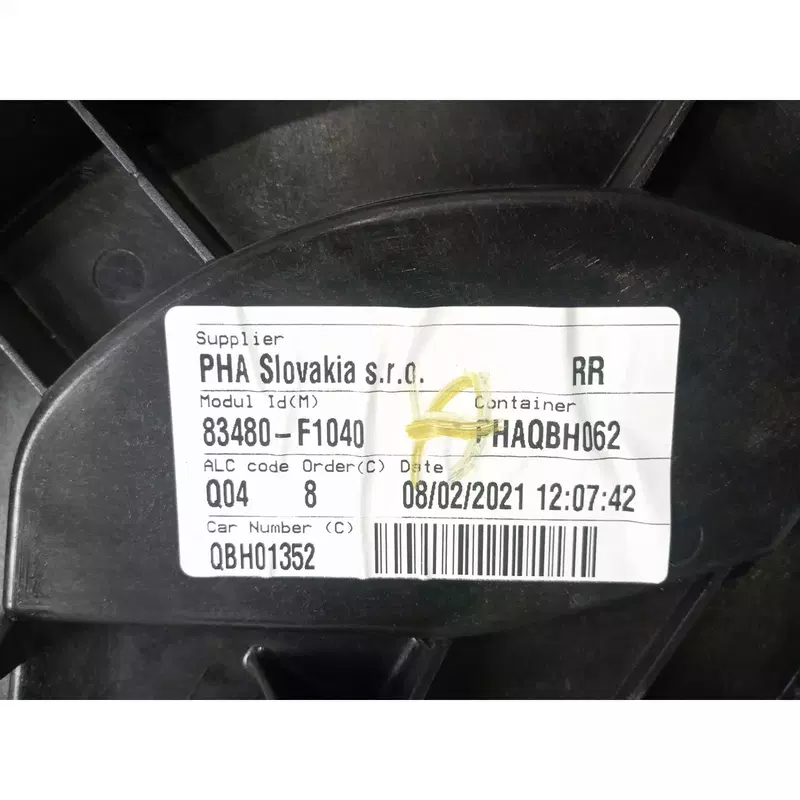 Supplier
PHA Slovakia s.r.o. RR
Modul Id(M) Container
83480-F1040 PHAQBH062
ALC code Order(C) Date
Q04 8 08/02/2021 12:07:42
Car Number (C)
QBH01352